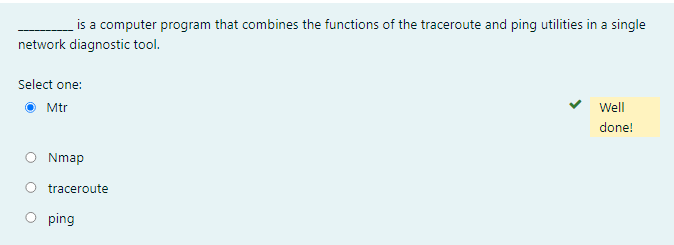 __________ is a computer program that combines the functions of the traceroute and ping utilities in a single
network diagnostic tool.
Select one:
Mtr
Well
done!
Nmap
traceroute
ping